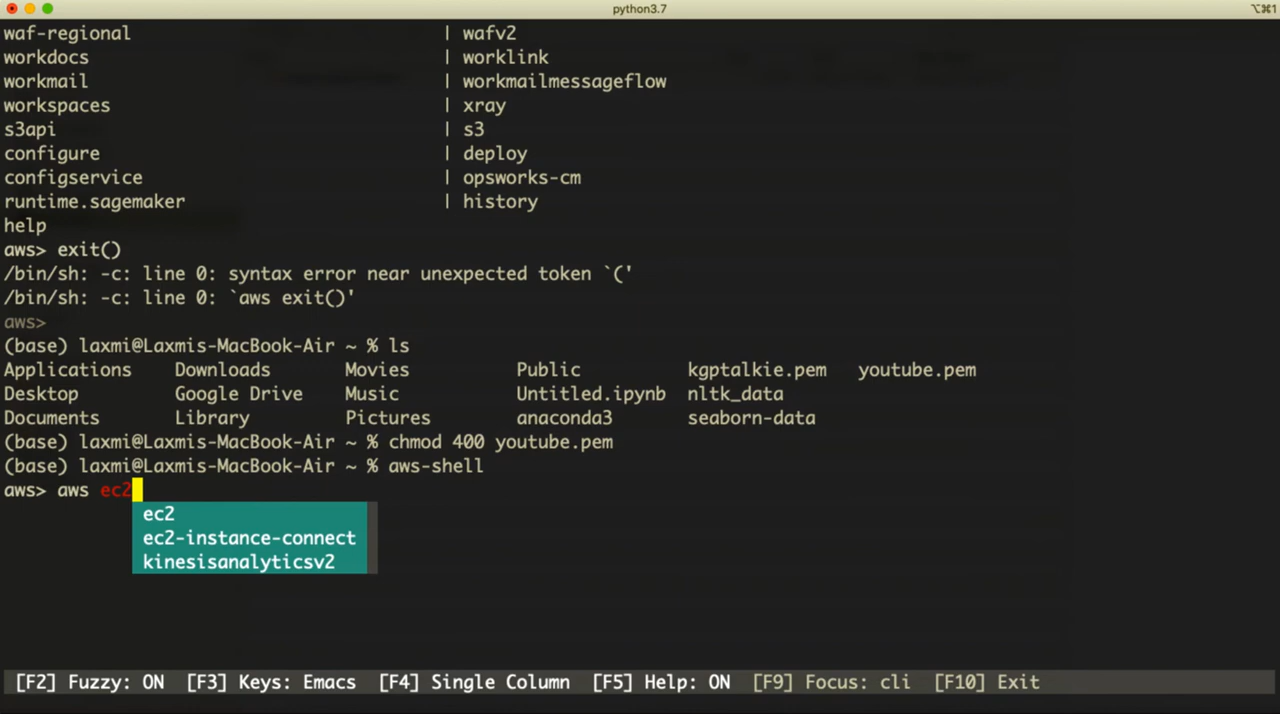 python3.7
⌥⌘1
waf-regional | wafv2
workdocs | worklink
workmail | workmailmessageflow
workspaces | xray
s3api | s3
configure | deploy
configservice | opsworks-cm
runtime.sagemaker | history
help
aws> exit()
/bin/sh: -c: line 0: syntax error near unexpected token `('
/bin/sh: -c: line 0: `aws exit()'
aws>
(base) laxmi@Laxmis-MacBook-Air ~ % ls
Applications Downloads Movies Public kgptalkie.pem youtube.pem
Desktop Google Drive Music Untitled.ipynb nltk_data
Documents Library Pictures anaconda3 seaborn-data
(base) laxmi@Laxmis-MacBook-Air ~ % chmod 400 youtube.pem
(base) laxmi@Laxmis-MacBook-Air ~ % aws-shell
aws> aws ec2
ec2
ec2-instance-connect
kinesisanalyticsv2
[F2] Fuzzy: ON [F3] Keys: Emacs [F4] Single Column [F5] Help: ON [F9] Focus: cli [F10] Exit